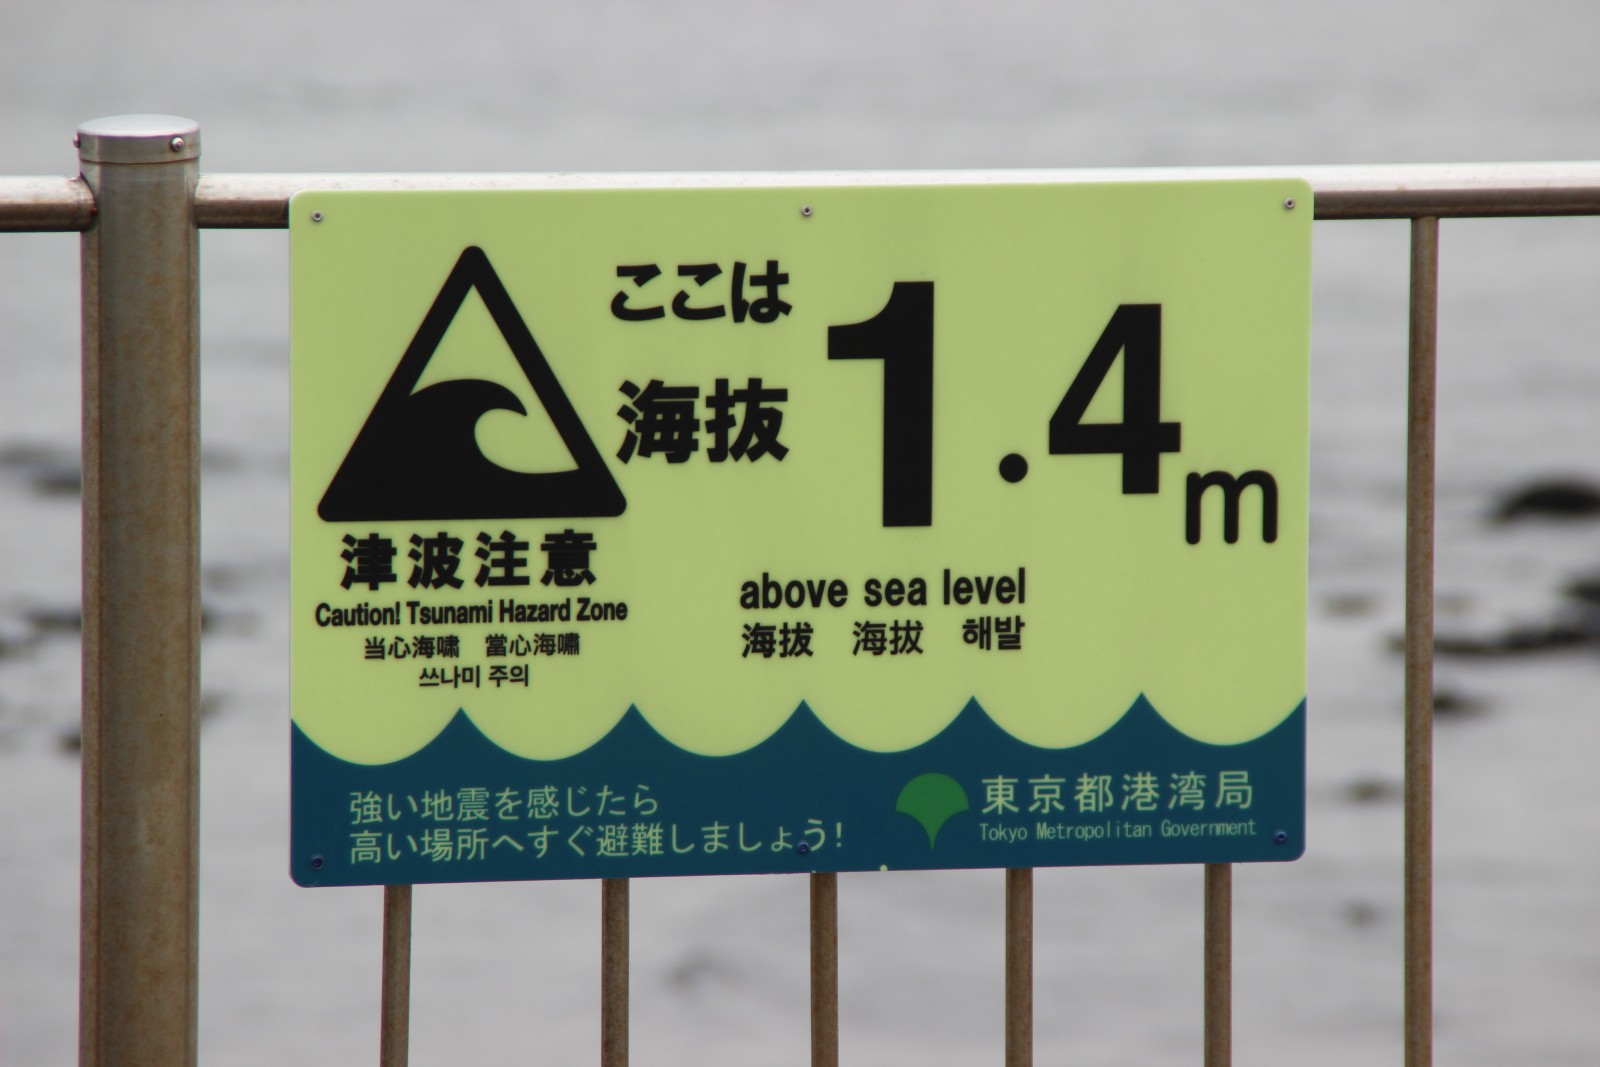 ここは
海抜
1.4m
津波注意
Caution! Tsunami Hazard Zone
当心海啸 當心海嘯
쓰나미 주의
above sea level
海拔 海拔 해발
強い地震を感じたら
高い場所へすぐ避難しましょう!
東京都港湾局
Tokyo Metropolitan Government